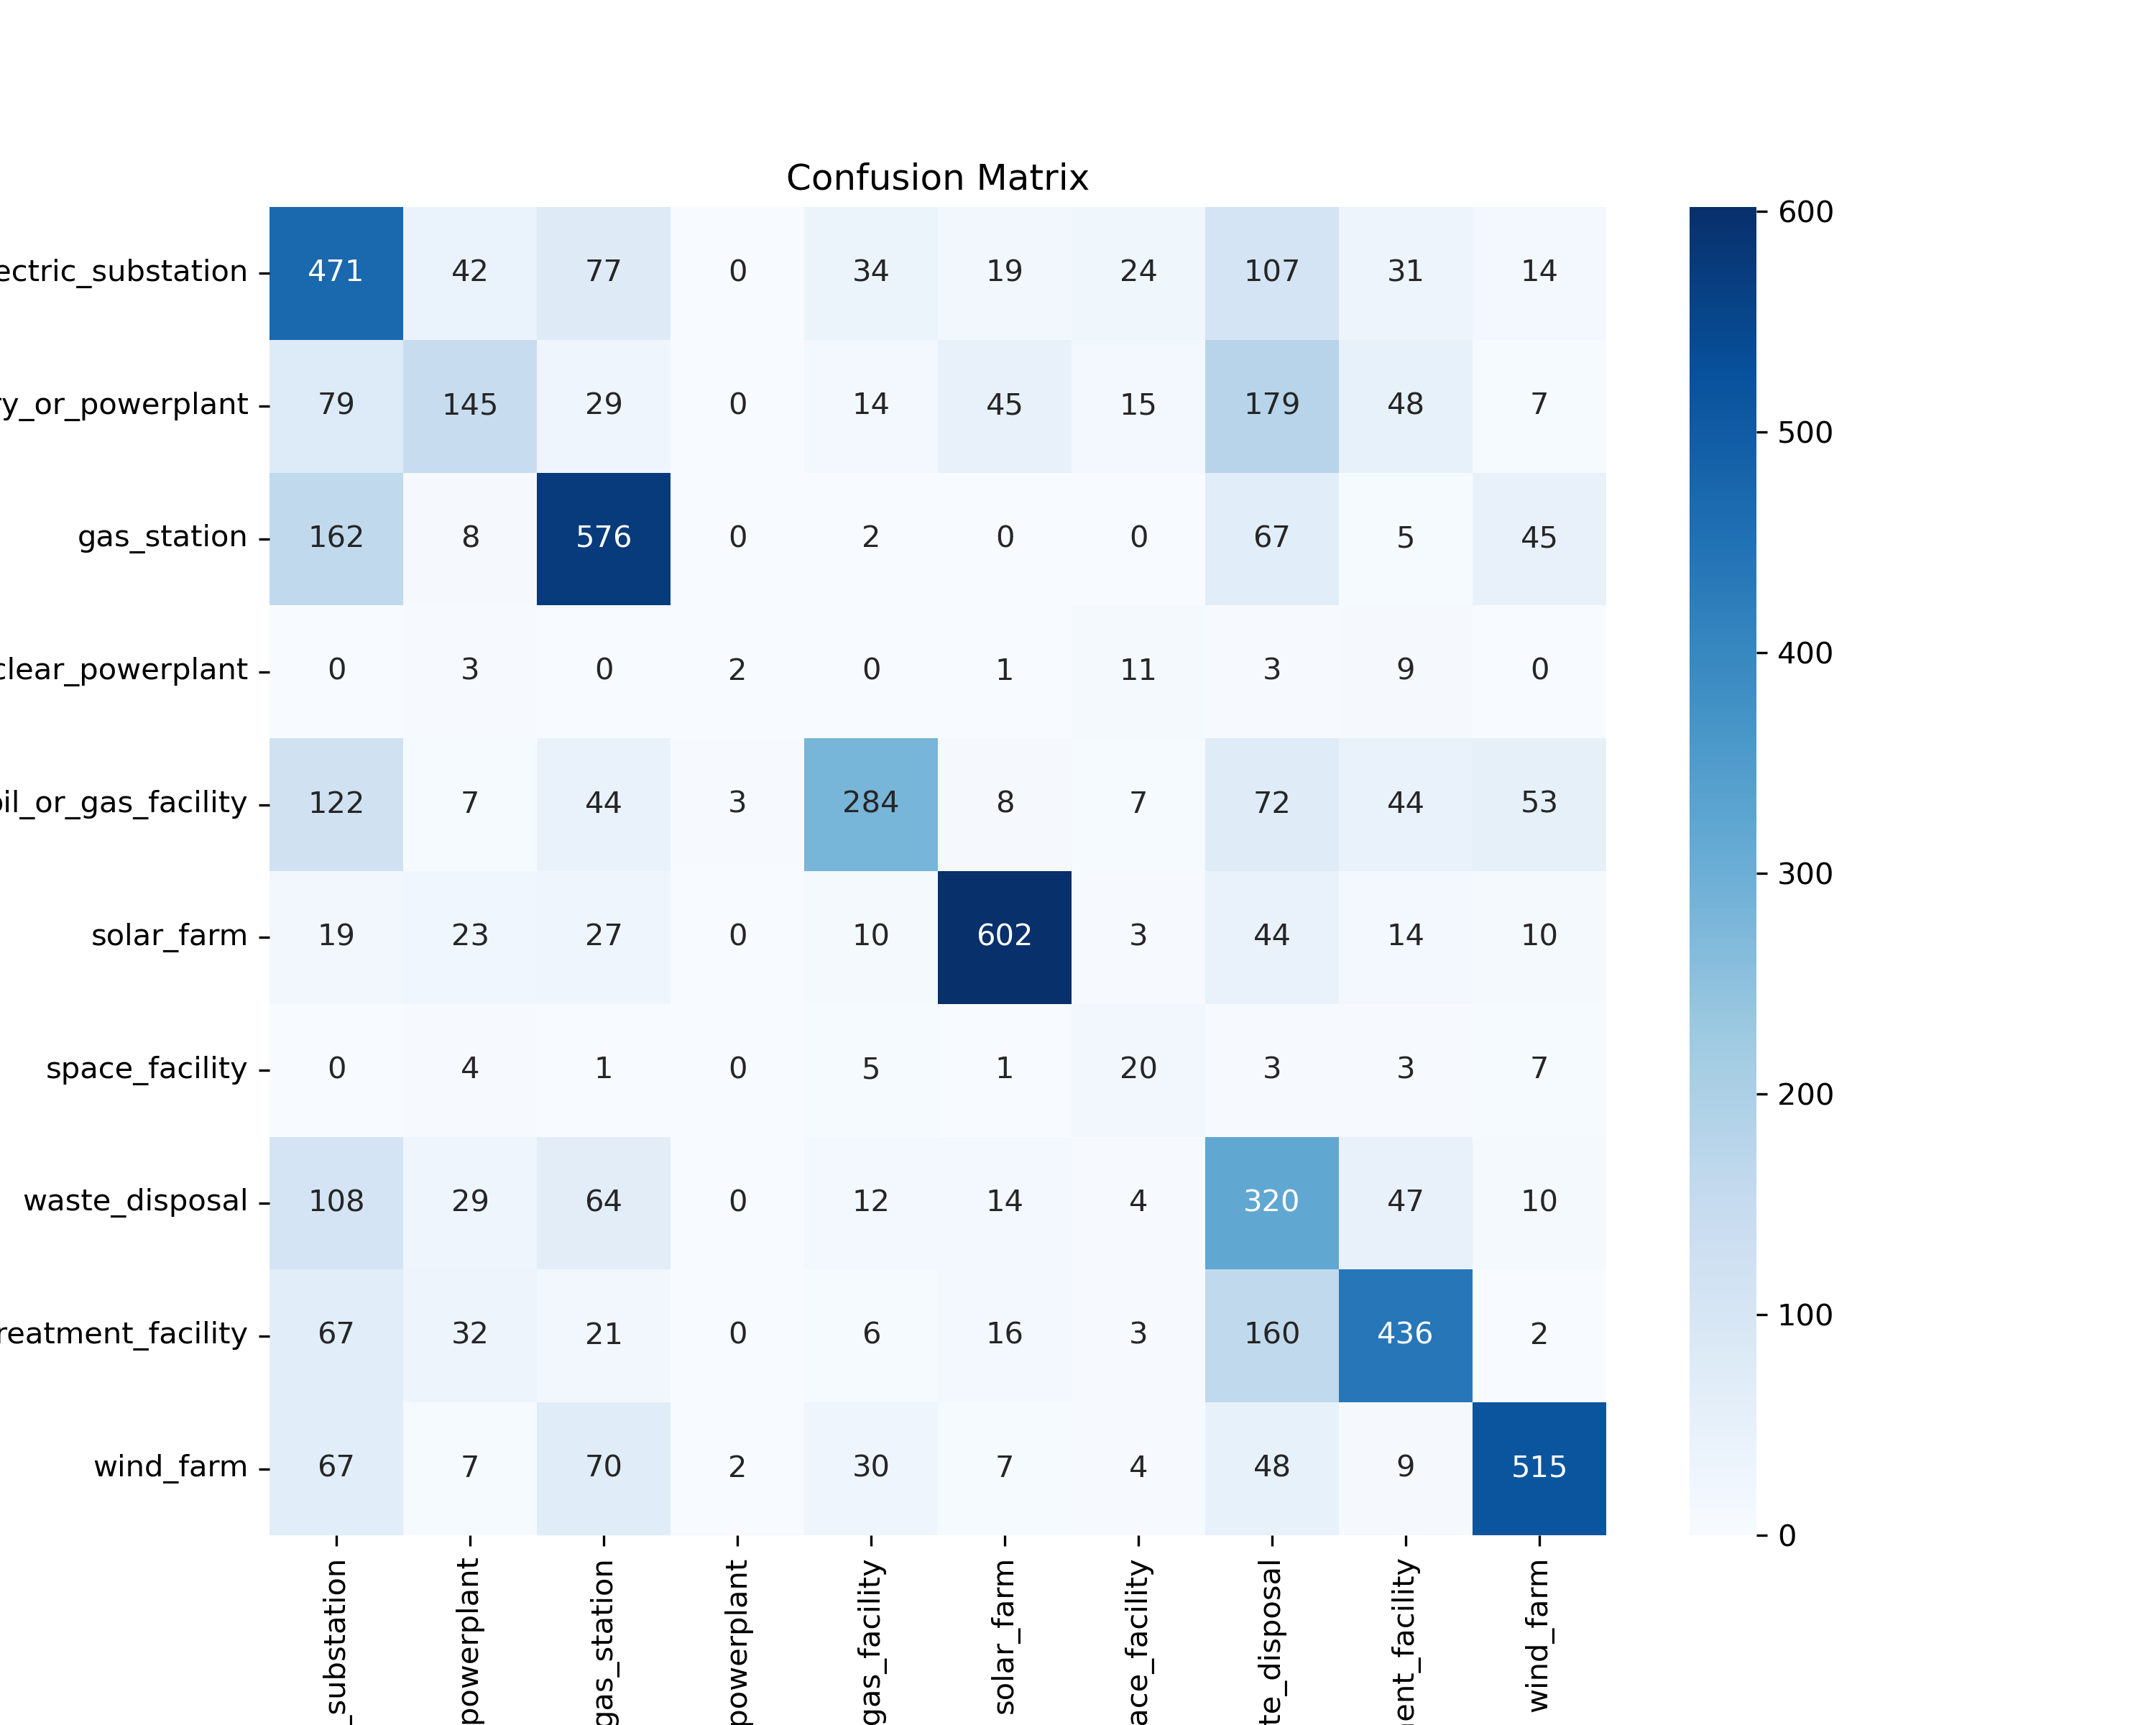 Confusion Matrix
ectric_substation 471 42 77 0 34 19 24 107 31 14
y_or_powerplant 79 145 29 0 14 45 15 179 48 7
gas_station 162 8 576 0 2 0 0 67 5 45
clear_powerplant 0 3 0 2 0 1 11 3 9 0
oil_or_gas_facility 122 7 44 3 284 8 7 72 44 53
solar_farm 19 23 27 0 10 602 3 44 14 10
space_facility 0 4 1 0 5 1 20 3 3 7
waste_disposal 108 29 64 0 12 14 4 320 47 10
reatment_facility 67 32 21 0 6 16 3 160 436 2
wind_farm 67 7 70 2 30 7 4 48 9 515
_substation
powerplant
gas_station
powerplant
gas_facility
solar_farm
ace_facility
te_disposal
ent_facility
wind_farm
600
500
400
300
200
100
0